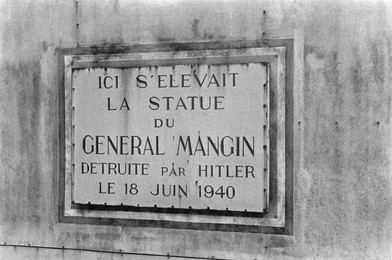 ICI S'ELEVAIT
LA STATUE
DU
GENERAL MANGIN
DETRUITE PAR HITLER
LE 18 JUIN 1940